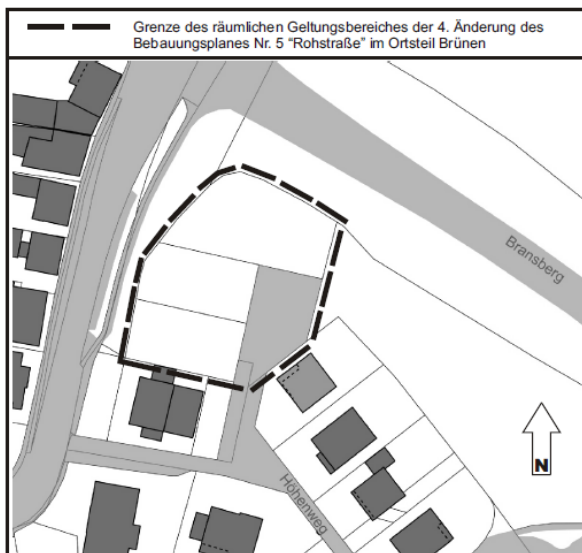 Grenze des räumlichen Geltungsbereiches der 4. Änderung des
Bebauungsplanes Nr. 5 "Rohstraße" im Ortsteil Brünen
Bransberg
N
Höhenweg